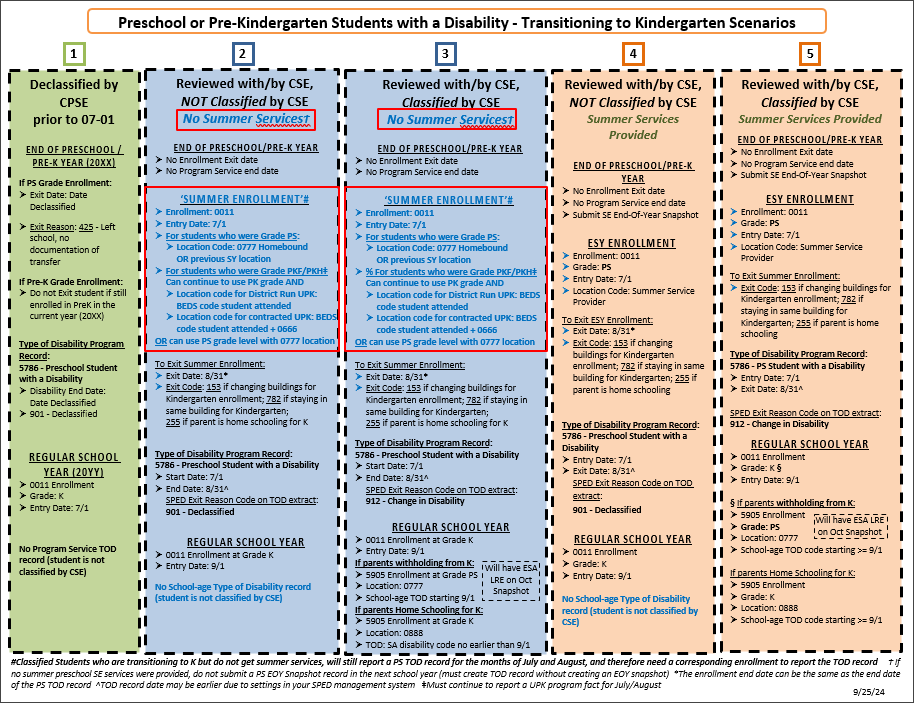 Preschool or Pre-Kindergarten Students with a Disability - Transitioning to Kindergarten Scenarios
1
Declassified by
CPSE
prior to 07-01
END OF PRESCHOOL /
PRE-K YEAR (20XX)
If PS Grade Enrollment:
➢ Exit Date: Date
Declassified
➢ Exit Reason: 425 - Left
school, no
documentation of
transfer
If Pre-K Grade Enrollment:
➢ Do not Exit student if still
enrolled in PreK in the
current year (20XX)
Type of Disability Program
Record:
5786 - Preschool Student
with a Disability
➢ Disability End Date:
Date Declassified
➢ 901 - Declassified
REGULAR SCHOOL
YEAR (20YY)
➢ 0011 Enrollment
➢ Grade: K
➢ Entry Date: 7/1
No Program Service TOD
record (student is not
classified by CSE)
2
Reviewed with/by CSE,
NOT Classified by CSE
No Summer Services†
END OF PRESCHOOL/PRE-K YEAR
➢ No Enrollment Exit date
➢ No Program Service end date
'SUMMER ENROLLMENT'#
➢ Enrollment: 0011
➢ Entry Date: 7/1
➢ For students who were Grade PS:
➢ Location Code: 0777 Homebound
OR previous SY location
➢ For students who were Grade PKF/PKH‡
Can continue to use PK grade AND
➢ Location code for District Run UPK:
BEDS code student attended
➢ Location code for contracted UPK: BEDS
code student attended + 0666
OR can use PS grade level with 0777 location
To Exit Summer Enrollment:
➢ Exit Date: 8/31*
➢ Exit Code: 153 if changing buildings for
Kindergarten enrollment; 782 if staying in
same building for Kindergarten;
255 if parent is home schooling for K
Type of Disability Program Record:
5786 - Preschool Student with a Disability
➢ Start Date: 7/1
➢ End Date: 8/31^
SPED Exit Reason Code on TOD extract:
901 - Declassified
REGULAR SCHOOL YEAR
➢ 0011 Enrollment at Grade K
➢ Entry Date: 9/1
No School-age Type of Disability record
(student is not classified by CSE)
3
Reviewed with/by CSE,
Classified by CSE
No Summer Services†
END OF PRESCHOOL/PRE-K YEAR
➢ No Enrollment Exit date
➢ No Program Service end date
'SUMMER ENROLLMENT'#
➢ Enrollment: 0011
➢ Entry Date: 7/1
➢ For students who were Grade PS:
➢ Location Code: 0777 Homebound
OR previous SY location
➢ % For students who were Grade PKF/PKH‡
Can continue to use PK grade AND
➢ Location code for District Run UPK: BEDS
code student attended
➢ Location code for contracted UPK: BEDS
code student attended + 0666
OR can use PS grade level with 0777 location
To Exit Summer Enrollment:
➢ Exit Date: 8/31*
➢ Exit Code: 153 if changing buildings for
Kindergarten enrollment; 782 if staying in
same building for Kindergarten;
255 if parent is home schooling for K
Type of Disability Program Record:
5786 - Preschool Student with a Disability
➢ Start Date: 7/1
➢ End Date: 8/31^
SPED Exit Reason Code on TOD extract:
912 - Change in Disability
REGULAR SCHOOL YEAR
➢ 0011 Enrollment at Grade K
➢ Entry Date: 9/1
If parents withholding from K:
➢ 5905 Enrollment at Grade PS
➢ Location: 0777
➢ School-age TOD starting 9/1
Will have ESA
LRE on Oct
Snapshot
If parents Home Schooling for K:
➢ 5905 Enrollment at Grade K
➢ Location: 0888
➢ TOD: SA disability code no earlier than 9/1
4
Reviewed with/by CSE,
NOT Classified by CSE
Summer Services
Provided
END OF PRESCHOOL/PRE-K
YEAR
➢ No Enrollment Exit date
➢ No Program Service end date
➢ Submit SE End-Of-Year Snapshot
ESY ENROLLMENT
➢ Enrollment: 0011
➢ Grade: PS
➢ Entry Date: 7/1
➢ Location Code: Summer Service
Provider
To Exit ESY Enrollment:
➢ Exit Date: 8/31*
➢ Exit Code: 153 if changing
buildings for Kindergarten
enrollment; 782 if staying in same
building for Kindergarten; 255 if
parent is home schooling
Type of Disability Program Record:
5786 - Preschool Student with a
Disability
➢ Entry Date: 7/1
➢ Exit Date: 8/31^
SPED Exit Reason Code on TOD
extract:
901 - Declassified
REGULAR SCHOOL YEAR
➢ 0011 Enrollment
➢ Grade: K
➢ Entry Date: 9/1
No School-age Type of Disability
record (student is not classified by
CSE)
5
Reviewed with/by CSE,
Classified by CSE
Summer Services Provided
END OF PRESCHOOL/PRE-K YEAR
➢ No Enrollment Exit date
➢ No Program Service end date
➢ Submit SE End-Of-Year Snapshot
ESY ENROLLMENT
➢ Enrollment: 0011
➢ Grade: PS
➢ Entry Date: 7/1
➢ Location Code: Summer Service
Provider
To Exit Summer Enrollment:
➢ Exit Code: 153 if changing buildings for
Kindergarten enrollment; 782 if
staying in same building for
Kindergarten; 255 if parent is home
schooling
Type of Disability Program Record:
5786 - PS Student with a Disability
➢ Entry Date: 7/1
➢ Exit Date: 8/31^
SPED Exit Reason Code on TOD extract:
912 - Change in Disability
REGULAR SCHOOL YEAR
➢ 0011 Enrollment
➢ Grade: K §
➢ Entry Date: 9/1
§ If parents withholding from K:
➢ 5905 Enrollment
➢ Grade: PS
➢ Location: 0777
➢ School-age TOD code starting >= 9/1
Will have ESA LRE
on Oct Snapshot.
If parents Home Schooling for K:
➢ 5905 Enrollment
➢ Grade: K
➢ Location: 0888
➢ School-age TOD code starting >= 9/1
#Classified Students who are transitioning to K but do not get summer services, will still report a PS TOD record for the months of July and August, and therefore need a corresponding enrollment to report the TOD record † If
no summer preschool SE services were provided, do not submit a PS EOY Snapshot record in the next school year (must create TOD record without creating an EOY snapshot) *The enrollment end date can be the same as the end date
of the PS TOD record ^TOD record date may be earlier due to settings in your SPED management system ‡Must continue to report a UPK program fact for July/August
9/25/24